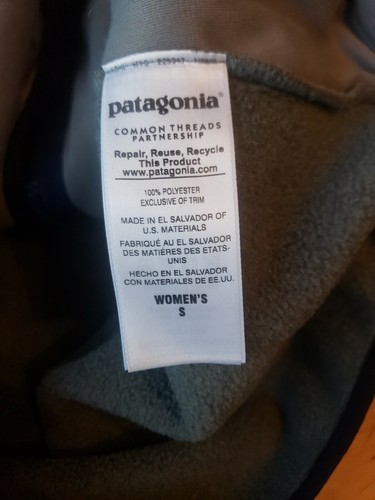 patagonia®
COMMON THREADS
PARTNERSHIP
Repair, Reuse, Recycle
This Product
www.patagonia.com
100% POLYESTER
EXCLUSIVE OF TRIM
MADE IN EL SALVADOR OF
U.S. MATERIALS
FABRIQUÉ AU EL SALVADOR
DES MATIÈRES DES ETATS-
UNIS
HECHO EN EL SALVADOR
CON MATERIALES DE EE.UU.
WOMEN'S
S